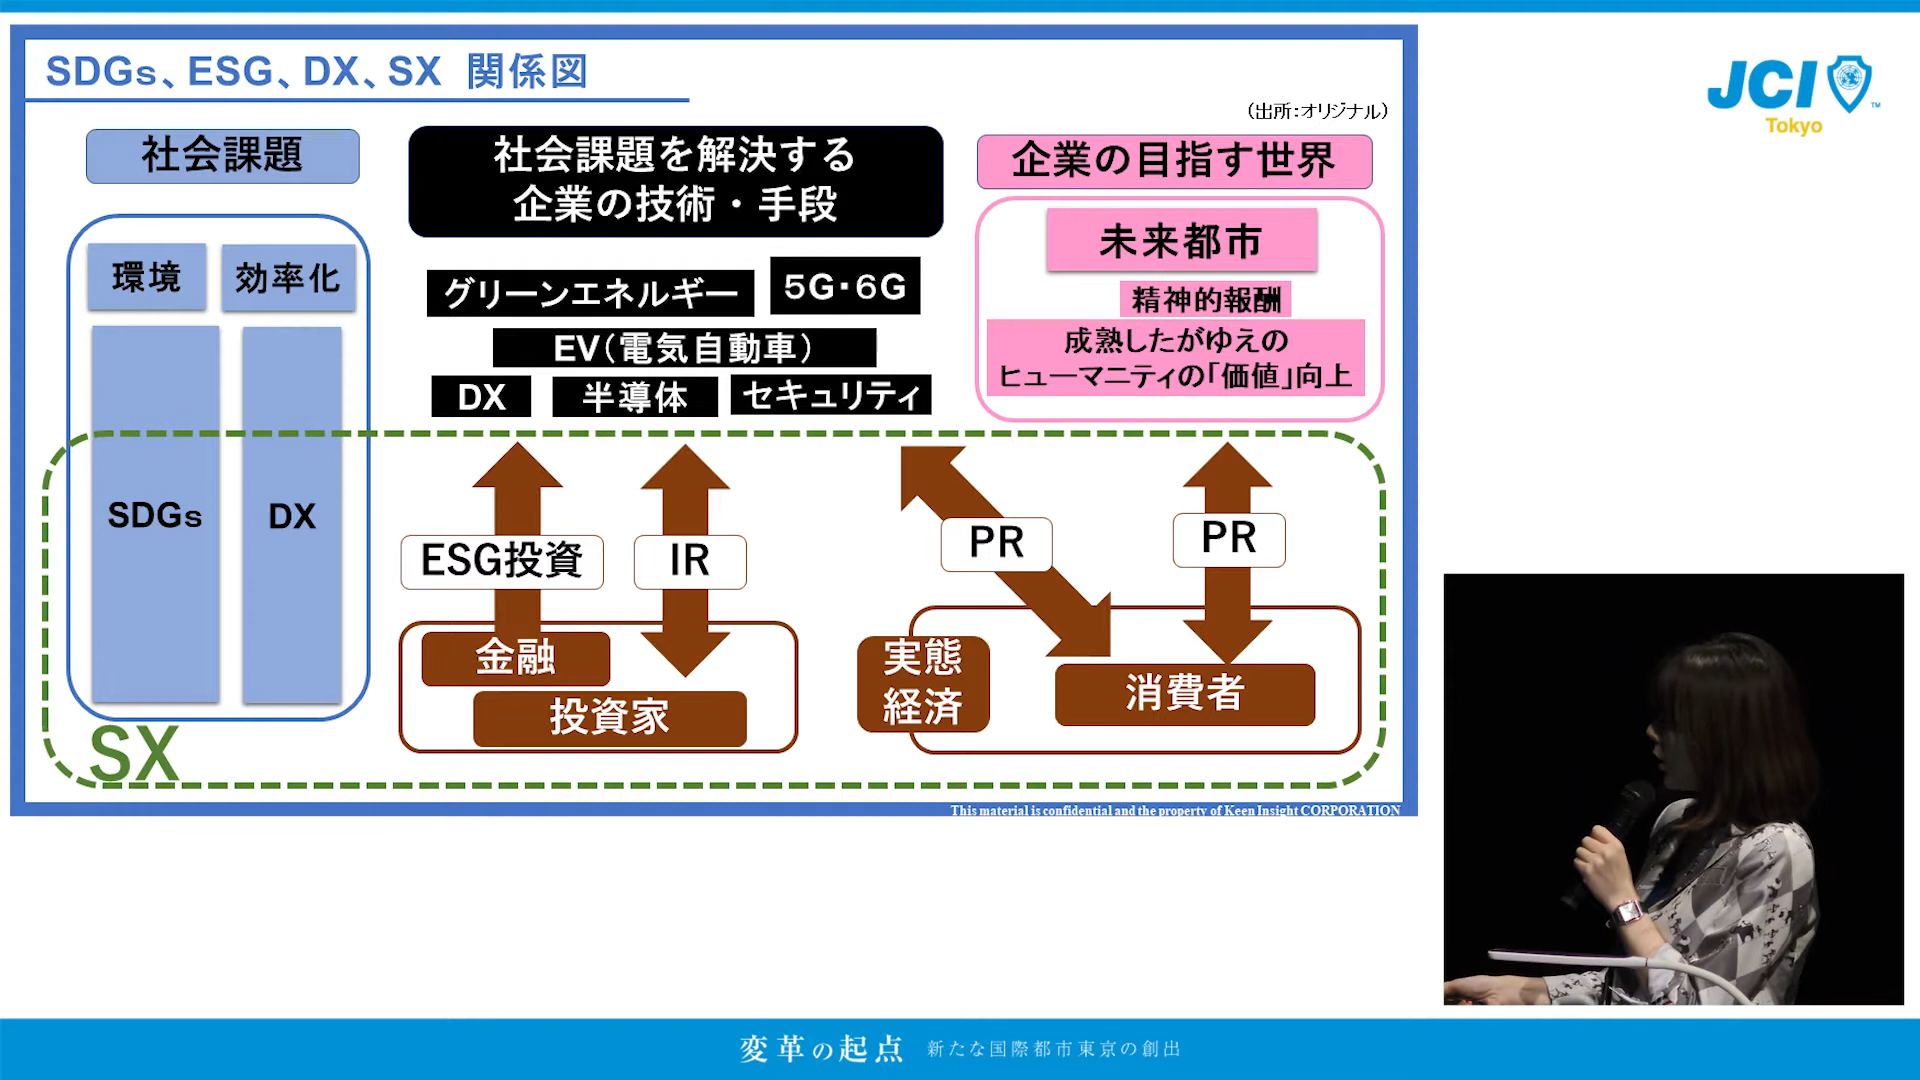 SDGs、ESG、DX、SX 関係図
（出所：オリジナル）
JCI
TM
Tokyo
社会課題
環境
効率化
SDGs
DX
社会課題を解決する
企業の技術・手段
グリーンエネルギー
5G・6G
EV（電気自動車）
DX
半導体
セキュリティ
企業の目指す世界
未来都市
精神的報酬
成熟したがゆえの
ヒューマニティの「価値」向上
ESG投資
IR
PR
PR
金融
投資家
実態
経済
消費者
SX
This material is confidential and the property of Keen Insight CORPORATION
変革の起点 新たな国際都市東京の創出